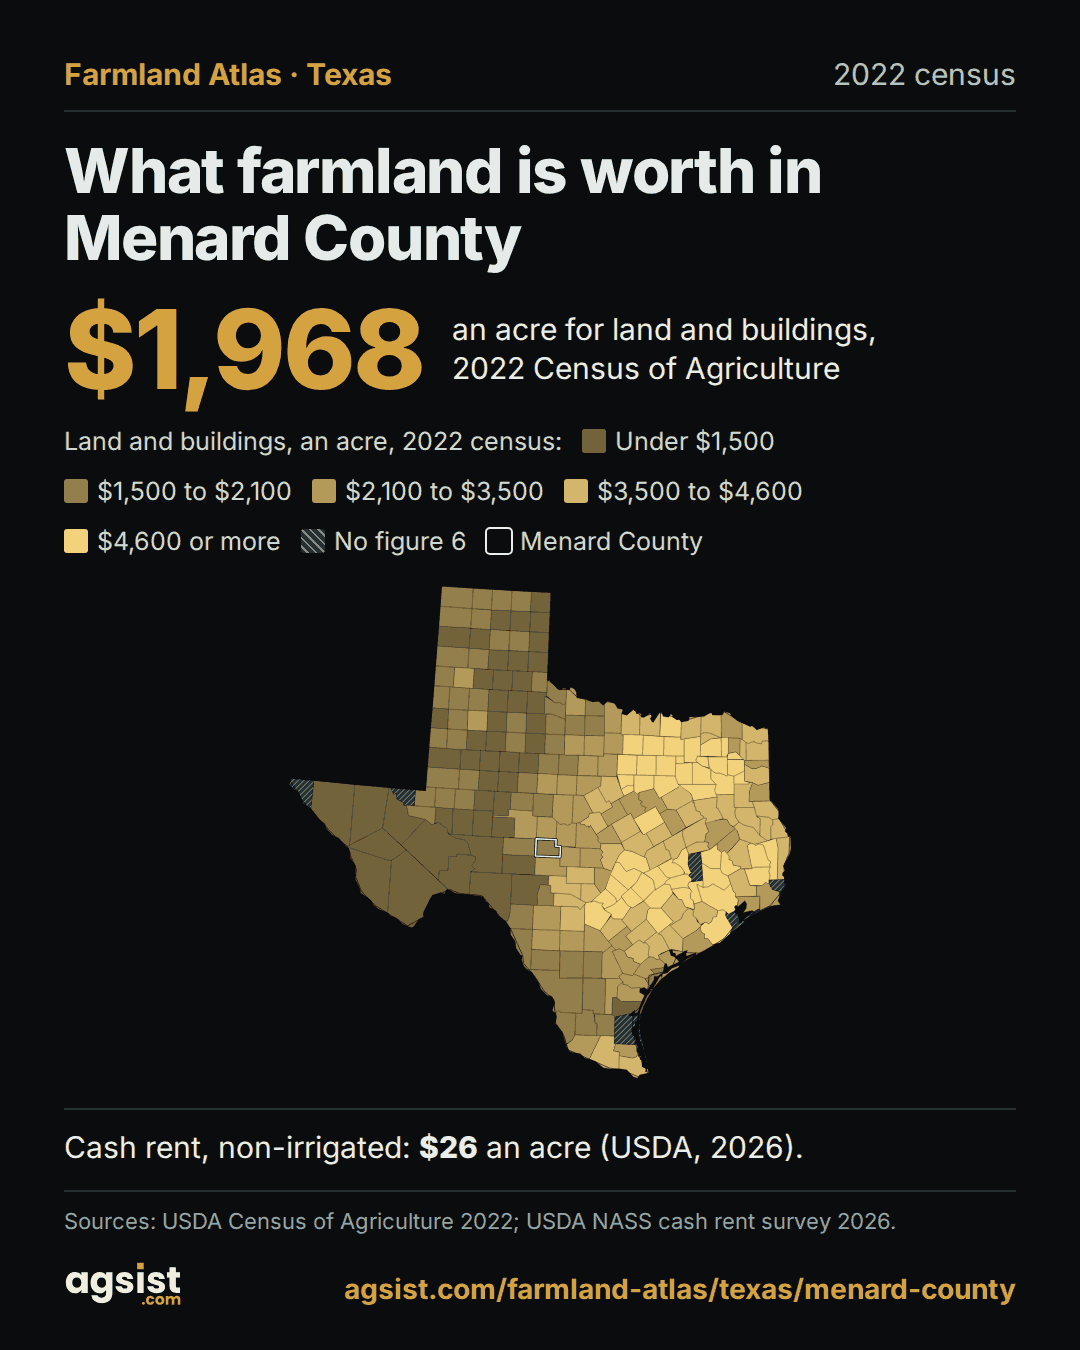 Farmland Atlas · Texas
2022 census
What farmland is worth in
Menard County
$1,968
an acre for land and buildings,
2022 Census of Agriculture
Land and buildings, an acre, 2022 census: Under $1,500
$1,500 to $2,100 $2,100 to $3,500 $3,500 to $4,600
$4,600 or more No figure 6 Menard County
Cash rent, non-irrigated: $26 an acre (USDA, 2026).
Sources: USDA Census of Agriculture 2022; USDA NASS cash rent survey 2026.
agsist
.com
agsist.com/farmland-atlas/texas/menard-county